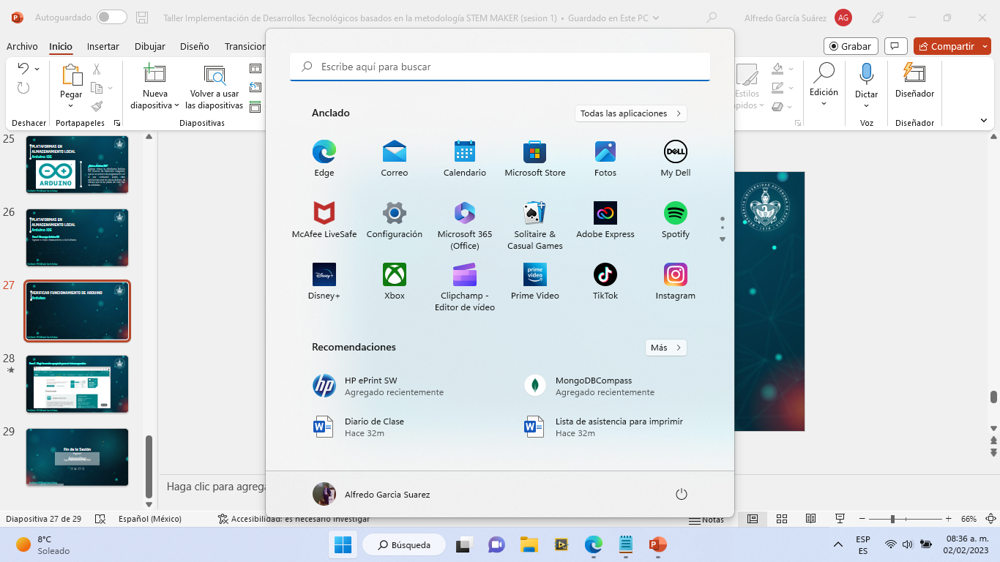 Autoguardado
Taller Implementación de Desarrollos Tecnológicos basados en la metodología STEM MAKER (sesion 1) • Guardado en Este PC
Alfredo García Suárez
AG
Archivo
Inicio
Insertar
Dibujar
Diseño
Transicion
Grabar
Compartir
Pegar
Nueva
diapositiva
Volver a usar
las diapositivas
Estilos
rápidos
Edición
Dictar
Diseñador
Deshacer
Portapapeles
Diapositivas
Voz
Diseñador
25
PLATAFORMAS EN
ALMACENAMIENTO LOCAL
Arduino IDE
ARDUINO
26
PLATAFORMAS EN
ALMACENAMIENTO LOCAL
Arduino IDE
27
VERIFICAR FUNCIONAMIENTO DE ARDUINO
Arduino
28
29
Fin de la Sesión
Escribe aquí para buscar
Anclado
Todas las aplicaciones
Edge
Correo
Calendario
Microsoft Store
Fotos
DELL
My Dell
McAfee LiveSafe
Configuración
Microsoft 365
(Office)
Solitaire &
Casual Games
Adobe Express
Spotify
Disney+
Disney+
Xbox
Clipchamp -
Editor de vídeo
prime
video
Prime Video
TikTok
Instagram
Recomendaciones
Más
hp
HP ePrint SW
Agregado recientemente
MongoDBCompass
Agregado recientemente
W
Diario de Clase
Hace 32m
W
Lista de asistencia para imprimir
Hace 32m
Alfredo Garcia Suarez
Haga clic para agrega
Diapositiva 27 de 29
Español (México)
Accesibilidad: es necesario investigar
Notas
66%
8°C
Soleado
Búsqueda
ESP
ES
08:36 a. m.
02/02/2023